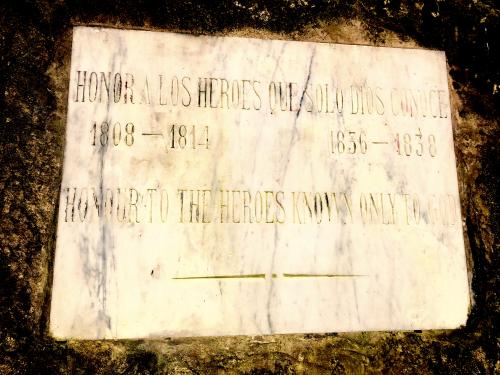 HONOR A LOS HEROES QUE SOLO DIOS CONOCE
1808 — 1814 1836 — 1838
HONOUR TO THE HEROES KNOWN ONLY TO GOD